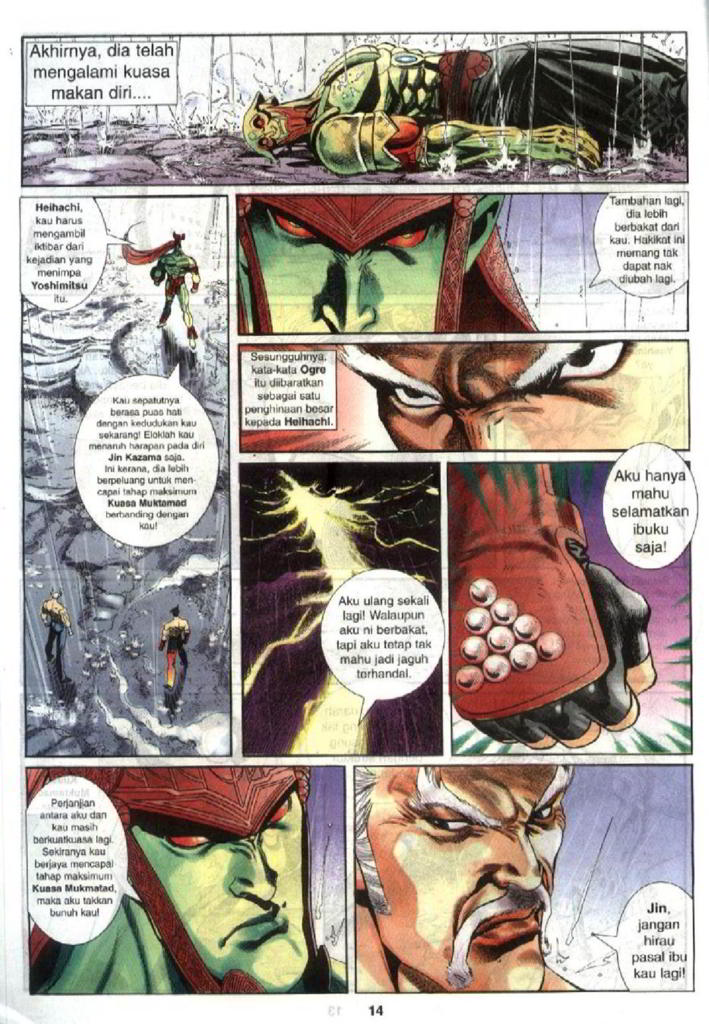 Akhirnya, dia telah
mengalami kuasa
makan diri....
Heihachi,
kau harus
mengambil
iktibar dari
kejadian yang
menimpa
Yoshimitsu
itu.
Tambahan lagi,
dia lebih
berbakat dari
kau. Hakikat ini
memang tak
dapat nak
diubah lagi.
Sesungguhnya,
kata-kata Ogre
itu diibaratkan
sebagai satu
penghinaan besar
kepada Heihachi.
Kau sepatutnya
berasa puas hati
dengan kedudukan kau
sekarang! Eloklah kau
menaruh harapan pada diri
Jin Kazama saja.
Ini kerana, dia lebih
berpeluang untuk men-
capai tahap maksimum
Kuasa Muktamad
berbanding dengan
kau!
Aku ulang sekali
lagi! Walaupun
aku ni berbakat,
tapi aku tetap tak
mahu jadi jaguh
terhandal.
Aku hanya
mahu
selamatkan
ibuku
saja!
Perjanjian
antara aku dan
kau masih
berkuatkuasa lagi.
Sekiranya kau
berjaya mencapai
tahap maksimum
Kuasa Mukmatad,
maka aku takkan
bunuh kau!
Jin,
jangan
hirau
pasal ibu
kau lagi!
14